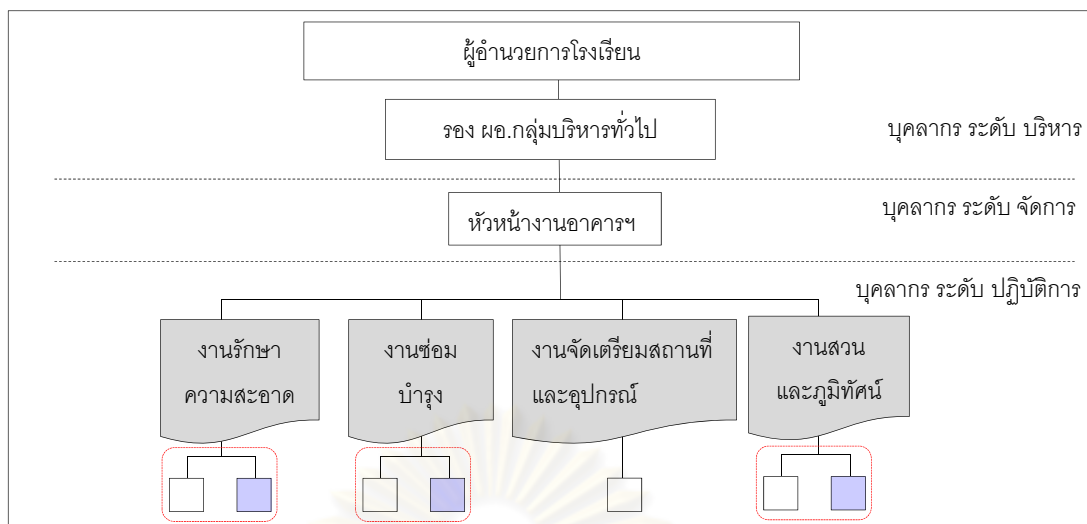 ผู้อำนวยการโรงเรียน
รอง ผอ.กลุ่มบริหารทั่วไป
บุคลากร ระดับ บริหาร
หัวหน้างานอาคารฯ
บุคลากร ระดับ จัดการ
บุคลากร ระดับ ปฏิบัติการ
งานรักษา
ความสะอาด
งานซ่อม
บำรุง
งานจัดเตรียมสถานที่
และอุปกรณ์
งานสวน
และภูมิทัศน์